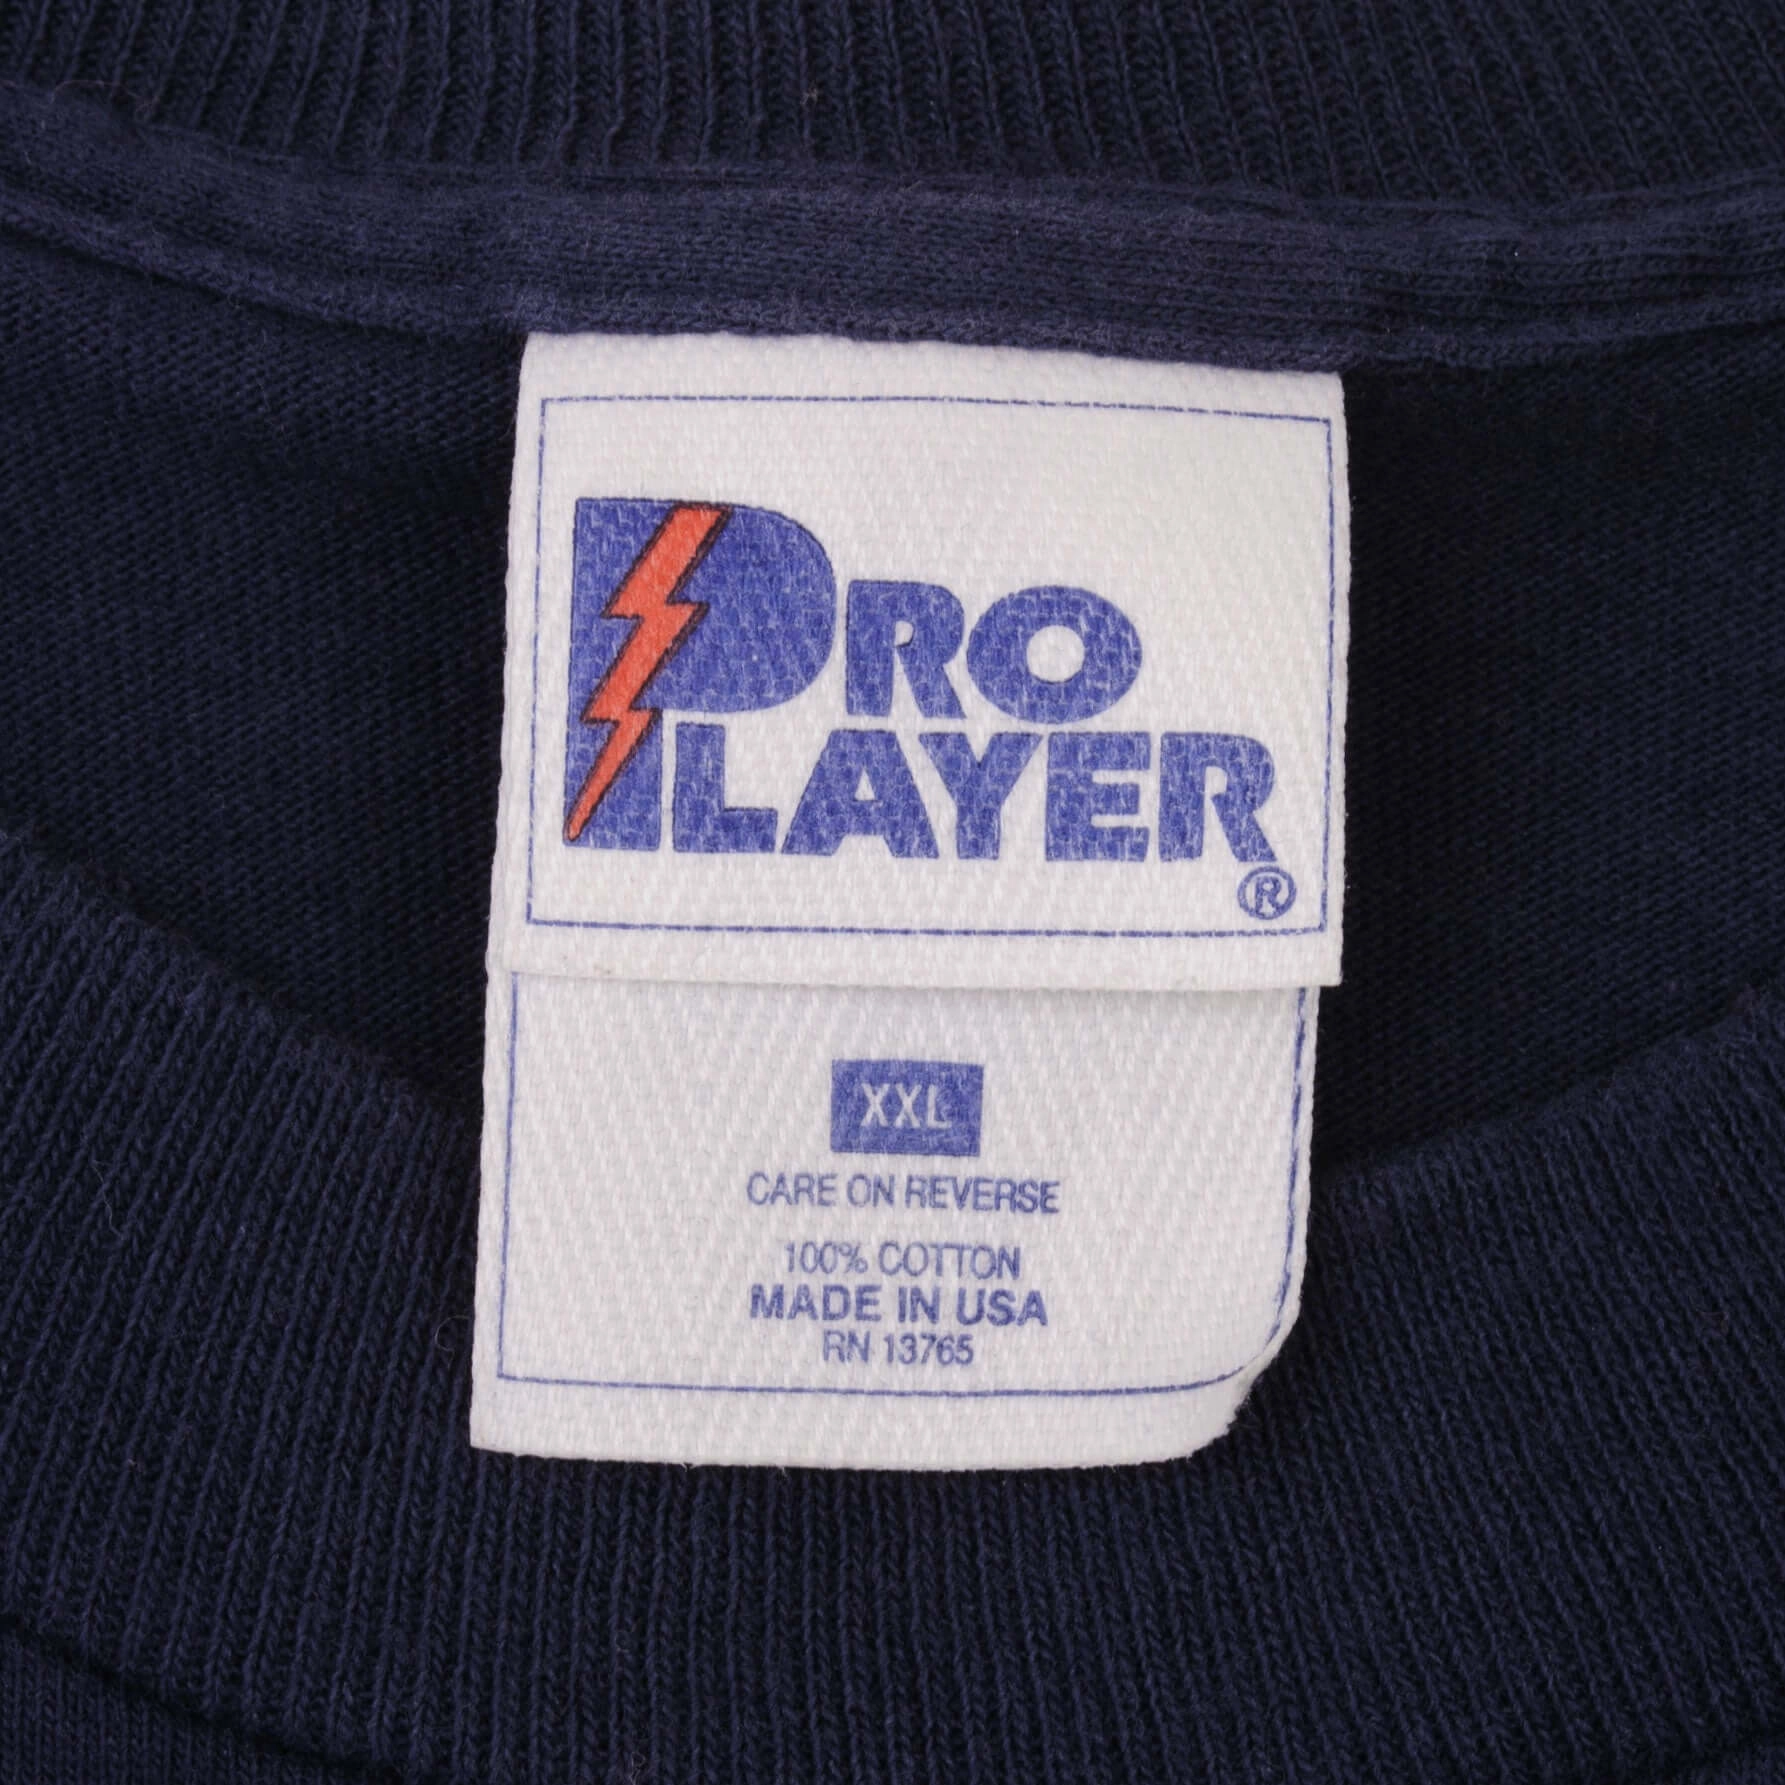 PRO
PLAYER
®
XXL
CARE ON REVERSE
100% COTTON
MADE IN USA
RN 13765